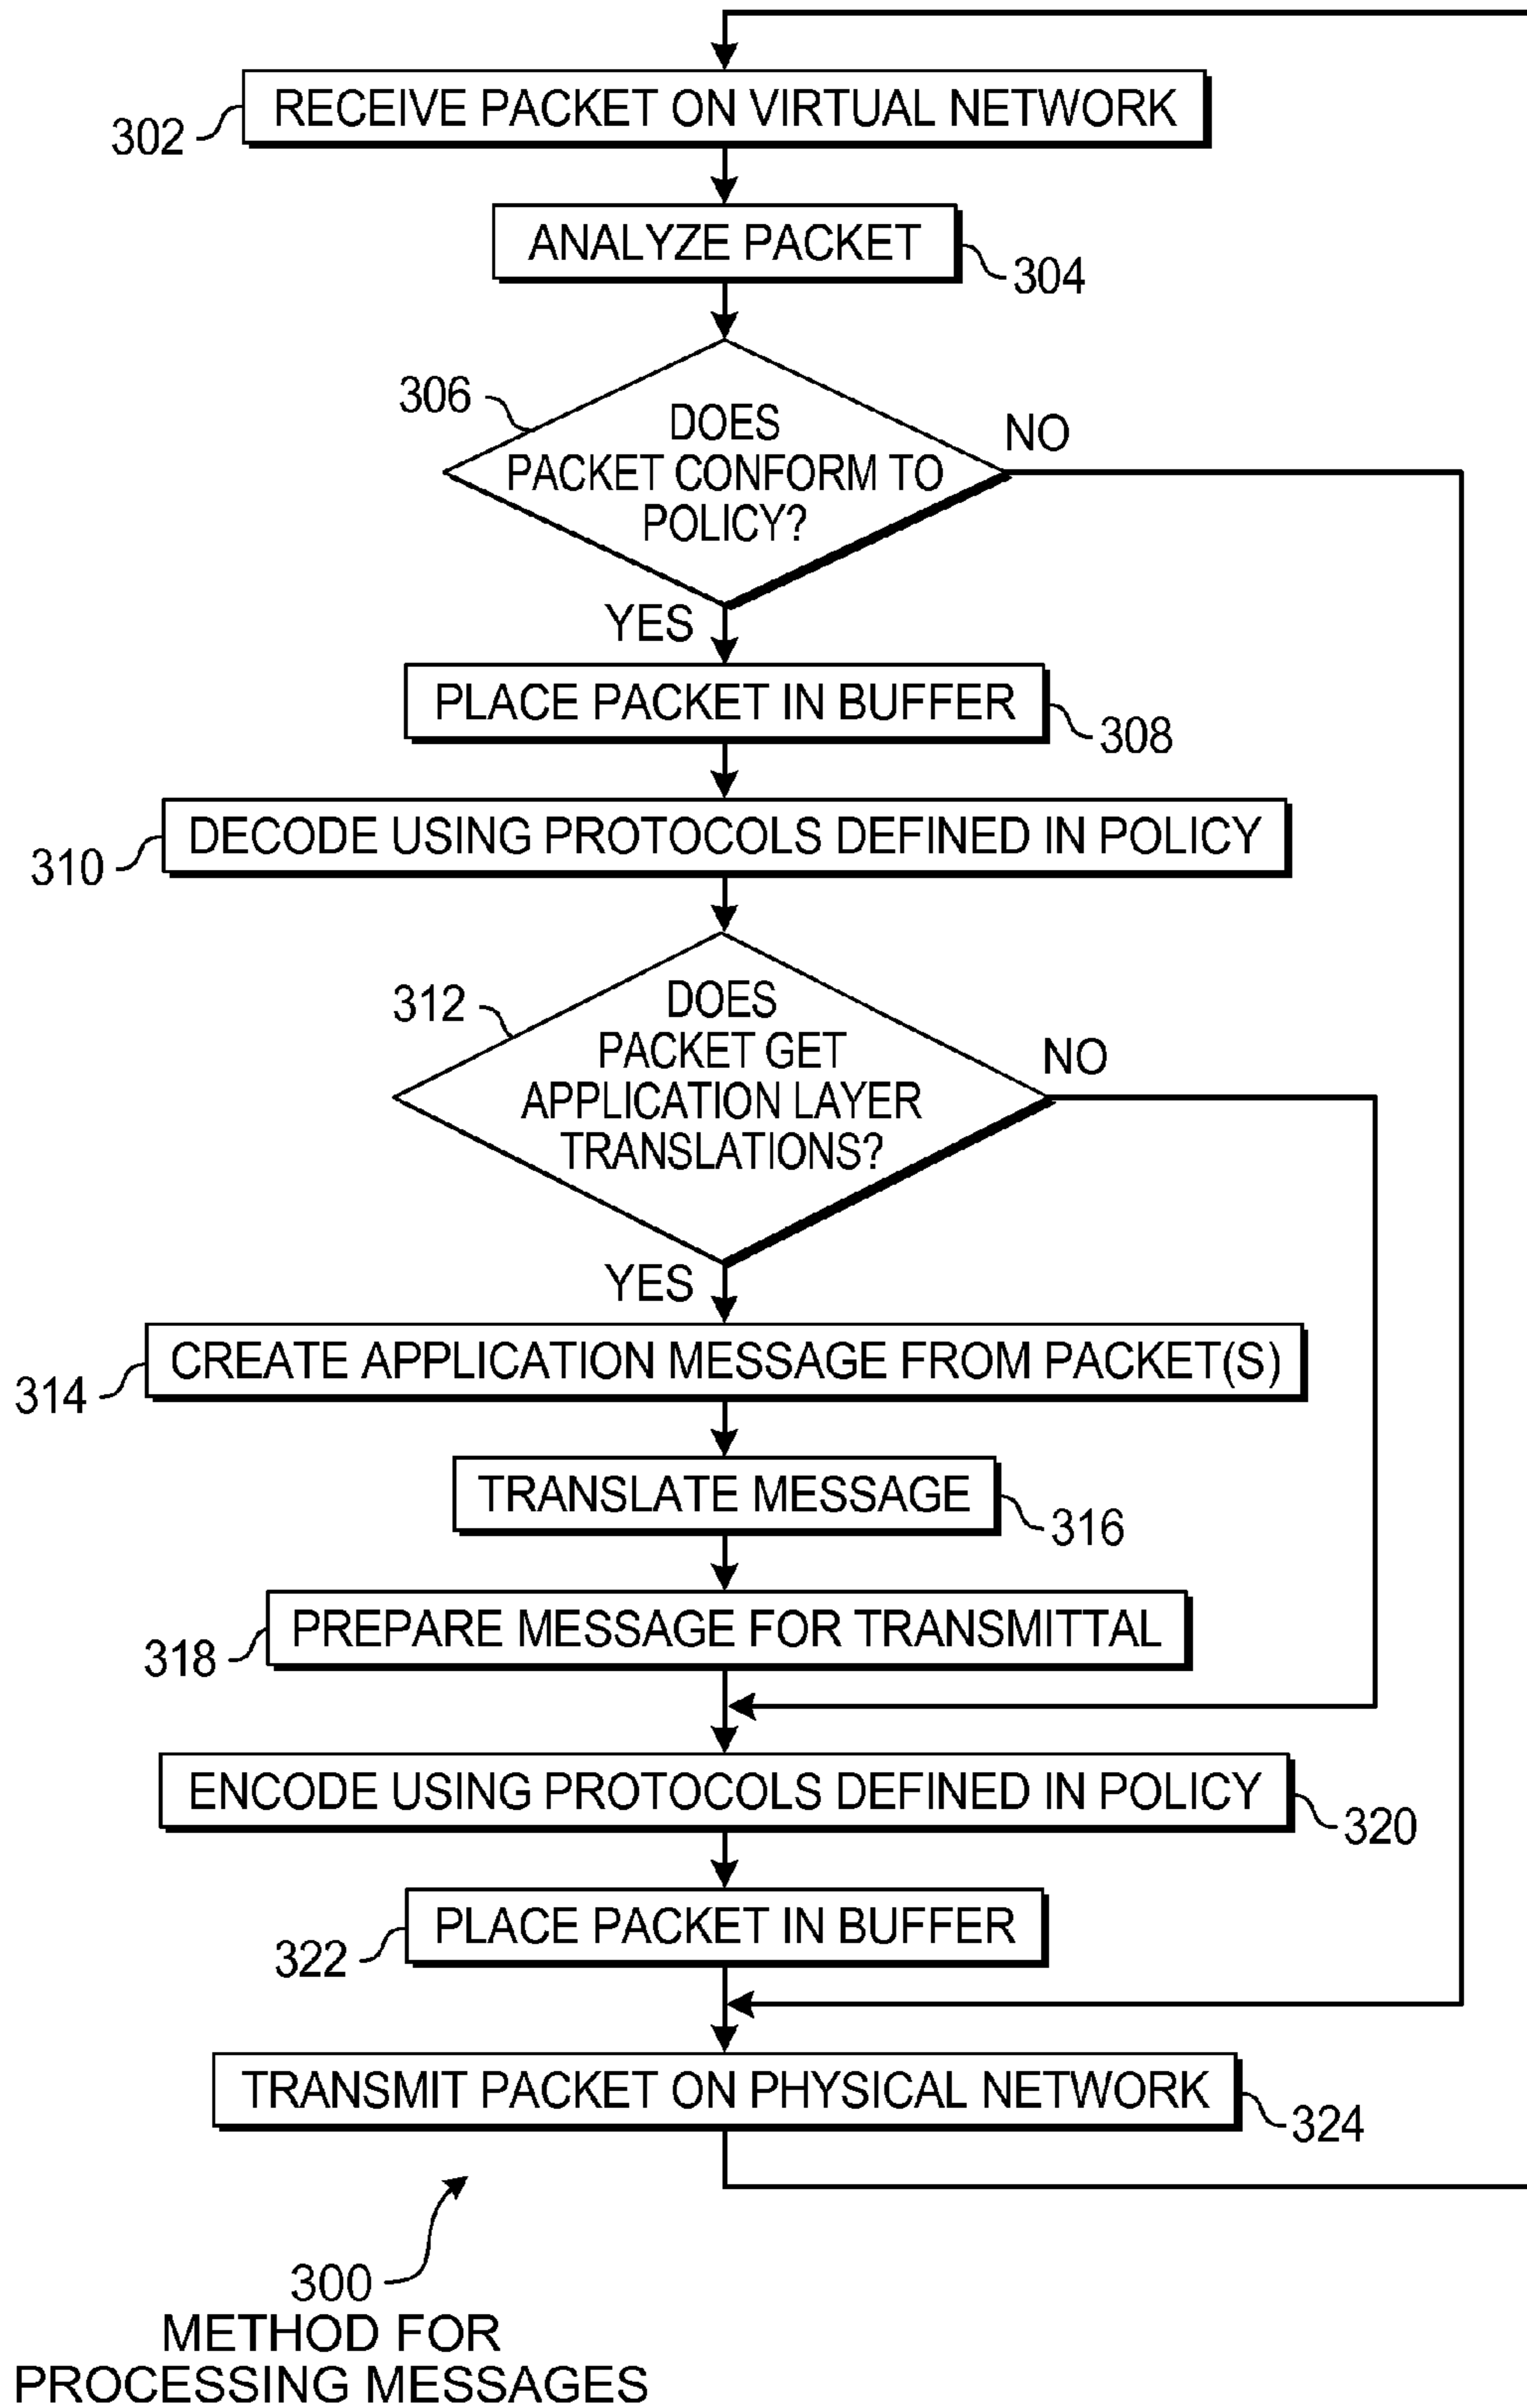 RECEIVE PACKET ON VIRTUAL NETWORK
302
ANALYZE PACKET
304
306
DOES
PACKET CONFORM TO
POLICY?
NO
YES
PLACE PACKET IN BUFFER
308
DECODE USING PROTOCOLS DEFINED IN POLICY
310
312
DOES
PACKET GET
APPLICATION LAYER
TRANSLATIONS?
NO
YES
CREATE APPLICATION MESSAGE FROM PACKET(S)
314
TRANSLATE MESSAGE
316
PREPARE MESSAGE FOR TRANSMITTAL
318
ENCODE USING PROTOCOLS DEFINED IN POLICY
320
PLACE PACKET IN BUFFER
322
TRANSMIT PACKET ON PHYSICAL NETWORK
324
300
METHOD FOR
PROCESSING MESSAGES